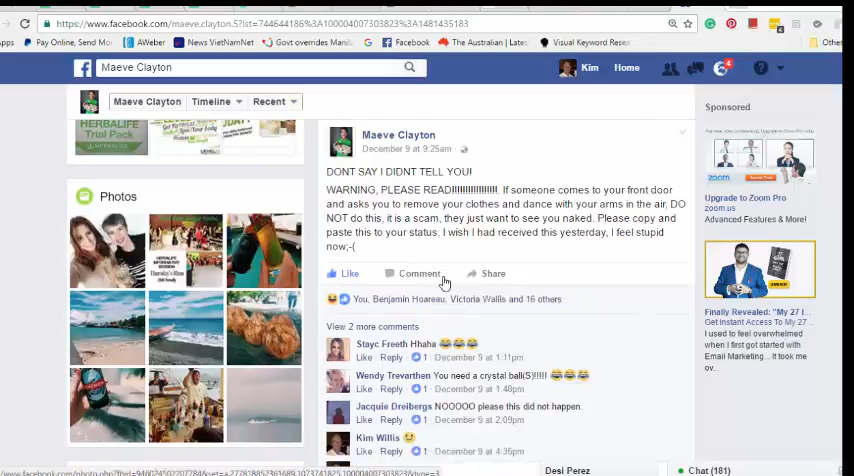 https://www.facebook.com/maeve.clayton.5?lst=744644186%3A100004307303823%3A1481435183
Apps
Pay Online, Send Mo
AWeber
News VietNamNet
Govt overrides Manila
Facebook
The Australian | Lates
Visual Keyword Resea
Other
Maeve Clayton
Kim
Home
4
Maeve Clayton
Timeline
Recent
HERBALIFE
Trial Pack
Photos
HERBALIFE
INFORMATIVE
SESSION
Maeve Clayton
December 9 at 9:25am
DONT SAY I DIDNT TELL YOU!
WARNING, PLEASE READ!!!!!!!!!!!!!!!!!!. If someone comes to your front door
and asks you to remove your clothes and dance with your arms in the air, DO
NOT do this, it is a scam, they just want to see you naked. Please copy and
paste this to your status, I wish I had received this yesterday, I feel stupid
now;-(
Like Comment Share
You, Benjamin Hoareau, Victoria Wallis and 16 others
View 2 more comments
Stayc Freeth Hhaha 😂😂😂
Like · Reply · 1 · December 9 at 1:11pm
Wendy Trevarthen You need a crystal ball(S)!!!!! 😂😂😂
Like · Reply · 1 · December 9 at 1:48pm
Jacquie Dreibergs NOOOOO please this did not happen.
Like · Reply · 1 · December 9 at 2:09pm
Kim Willis 😉
Like · Reply · 1 · December 9 at 4:35pm
Sponsored
zoom
Upgrade to Zoom Pro
zoom.us
Advanced Features & More!
Finally Revealed: "My 27 I...
Get Instant Access To My 27...
I used to feel overwhelmed
when I first got started with
Email Marketing... It took me
ov...
Desi Perez
Chat (181)